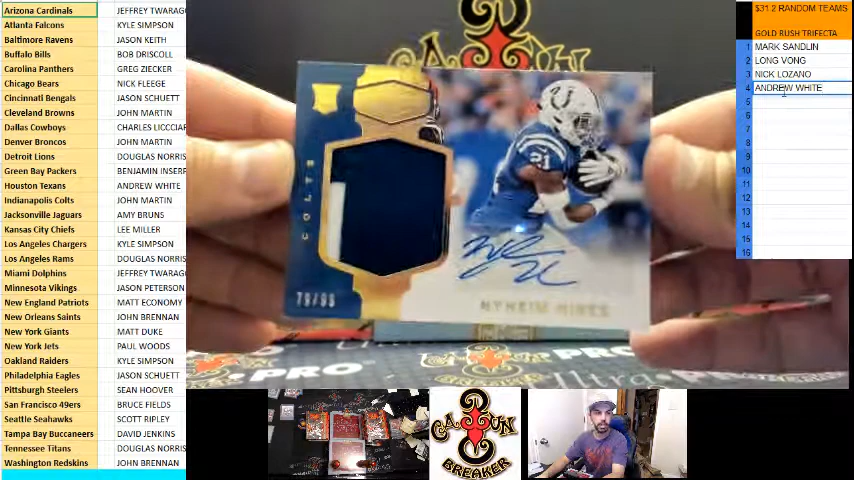 Arizona Cardinals JEFFREY TWARAG
Atlanta Falcons KYLE SIMPSON
Baltimore Ravens JASON KEITH
Buffalo Bills BOB DRISCOLL
Carolina Panthers GREG ZIECKER
Chicago Bears NICK FLEEGE
Cincinnati Bengals JASON SCHUETT
Cleveland Browns JOHN MARTIN
Dallas Cowboys CHARLES LICCCIAR
Denver Broncos JOHN MARTIN
Detroit Lions DOUGLAS NORRIS
Green Bay Packers BENJAMIN INSERR
Houston Texans ANDREW WHITE
Indianapolis Colts JOHN MARTIN
Jacksonville Jaguars AMY BRUNS
Kansas City Chiefs LEE MILLER
Los Angeles Chargers KYLE SIMPSON
Los Angeles Rams DOUGLAS NORRIS
Miami Dolphins JEFFREY TWARAG
Minnesota Vikings JASON PETERSON
New England Patriots MATT ECONOMY
New Orleans Saints JOHN BRENNAN
New York Giants MATT DUKE
New York Jets PAUL WOODS
Oakland Raiders KYLE SIMPSON
Philadelphia Eagles JASON SCHUETT
Pittsburgh Steelers SEAN HOOVER
San Francisco 49ers BRUCE FIELDS
Seattle Seahawks SCOTT RIPLEY
Tampa Bay Buccaneers DAVID JENKINS
Tennessee Titans DOUGLAS NORRIS
Washington Redskins JOHN BRENNAN
COLTS
21
79/99
NYHEIM HINES
PRO
Ultra PRO
CAJUN
BREAKER
$31.2 RANDOM TEAMS
GOLD RUSH TRIFECTA
1 MARK SANDLIN
2 LONG VONG
3 NICK LOZANO
4 ANDREW WHITE
5
6
7
8
9
10
11
12
13
14
15
16